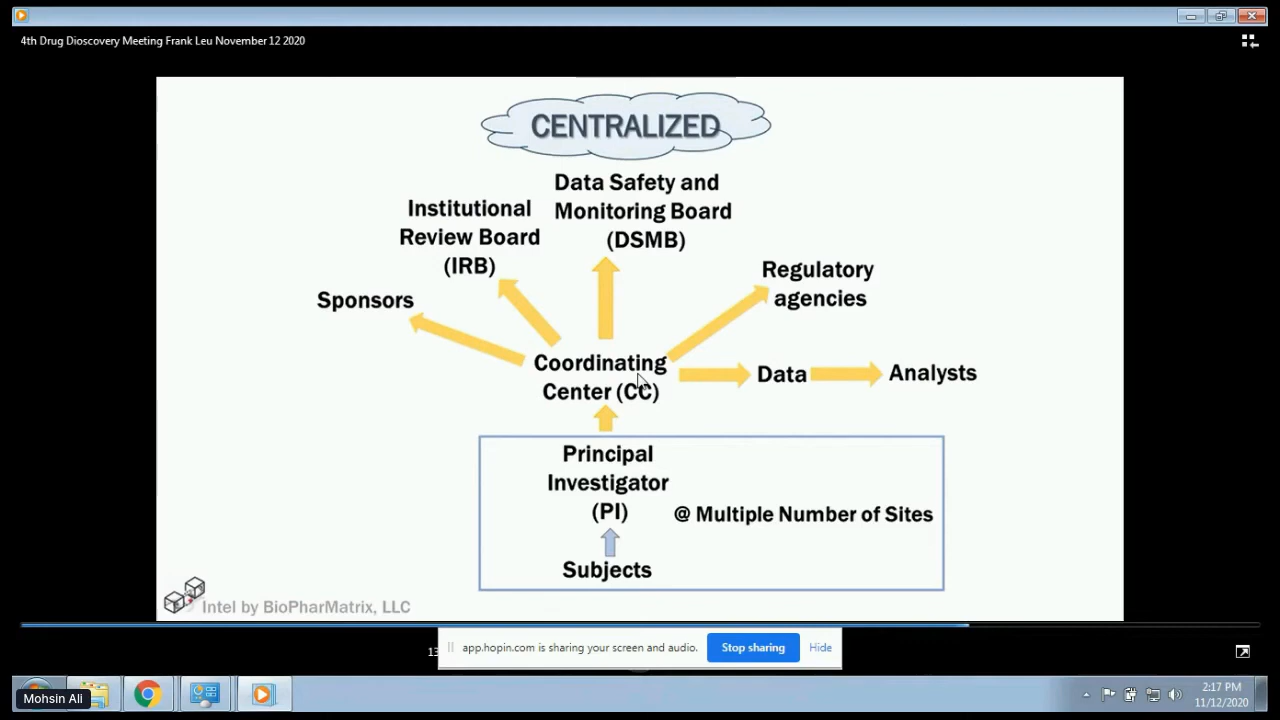 4th Drug Dioscovery Meeting Frank Leu November 12 2020
CENTRALIZED
Data Safety and
Monitoring Board
(DSMB)
Institutional
Review Board
(IRB)
Regulatory
agencies
Sponsors
Coordinating
Center (CC)
Data
Analysts
Principal
Investigator
(PI)
@ Multiple Number of Sites
Subjects
Intel by BioPharMatrix, LLC
app.hopin.com is sharing your screen and audio.
Stop sharing
Hide
Mohsin Ali
2:17 PM
11/12/2020